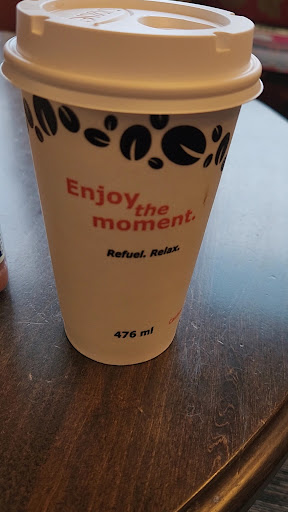 Enjoy
the
moment.
Refuel. Relax.
476 ml